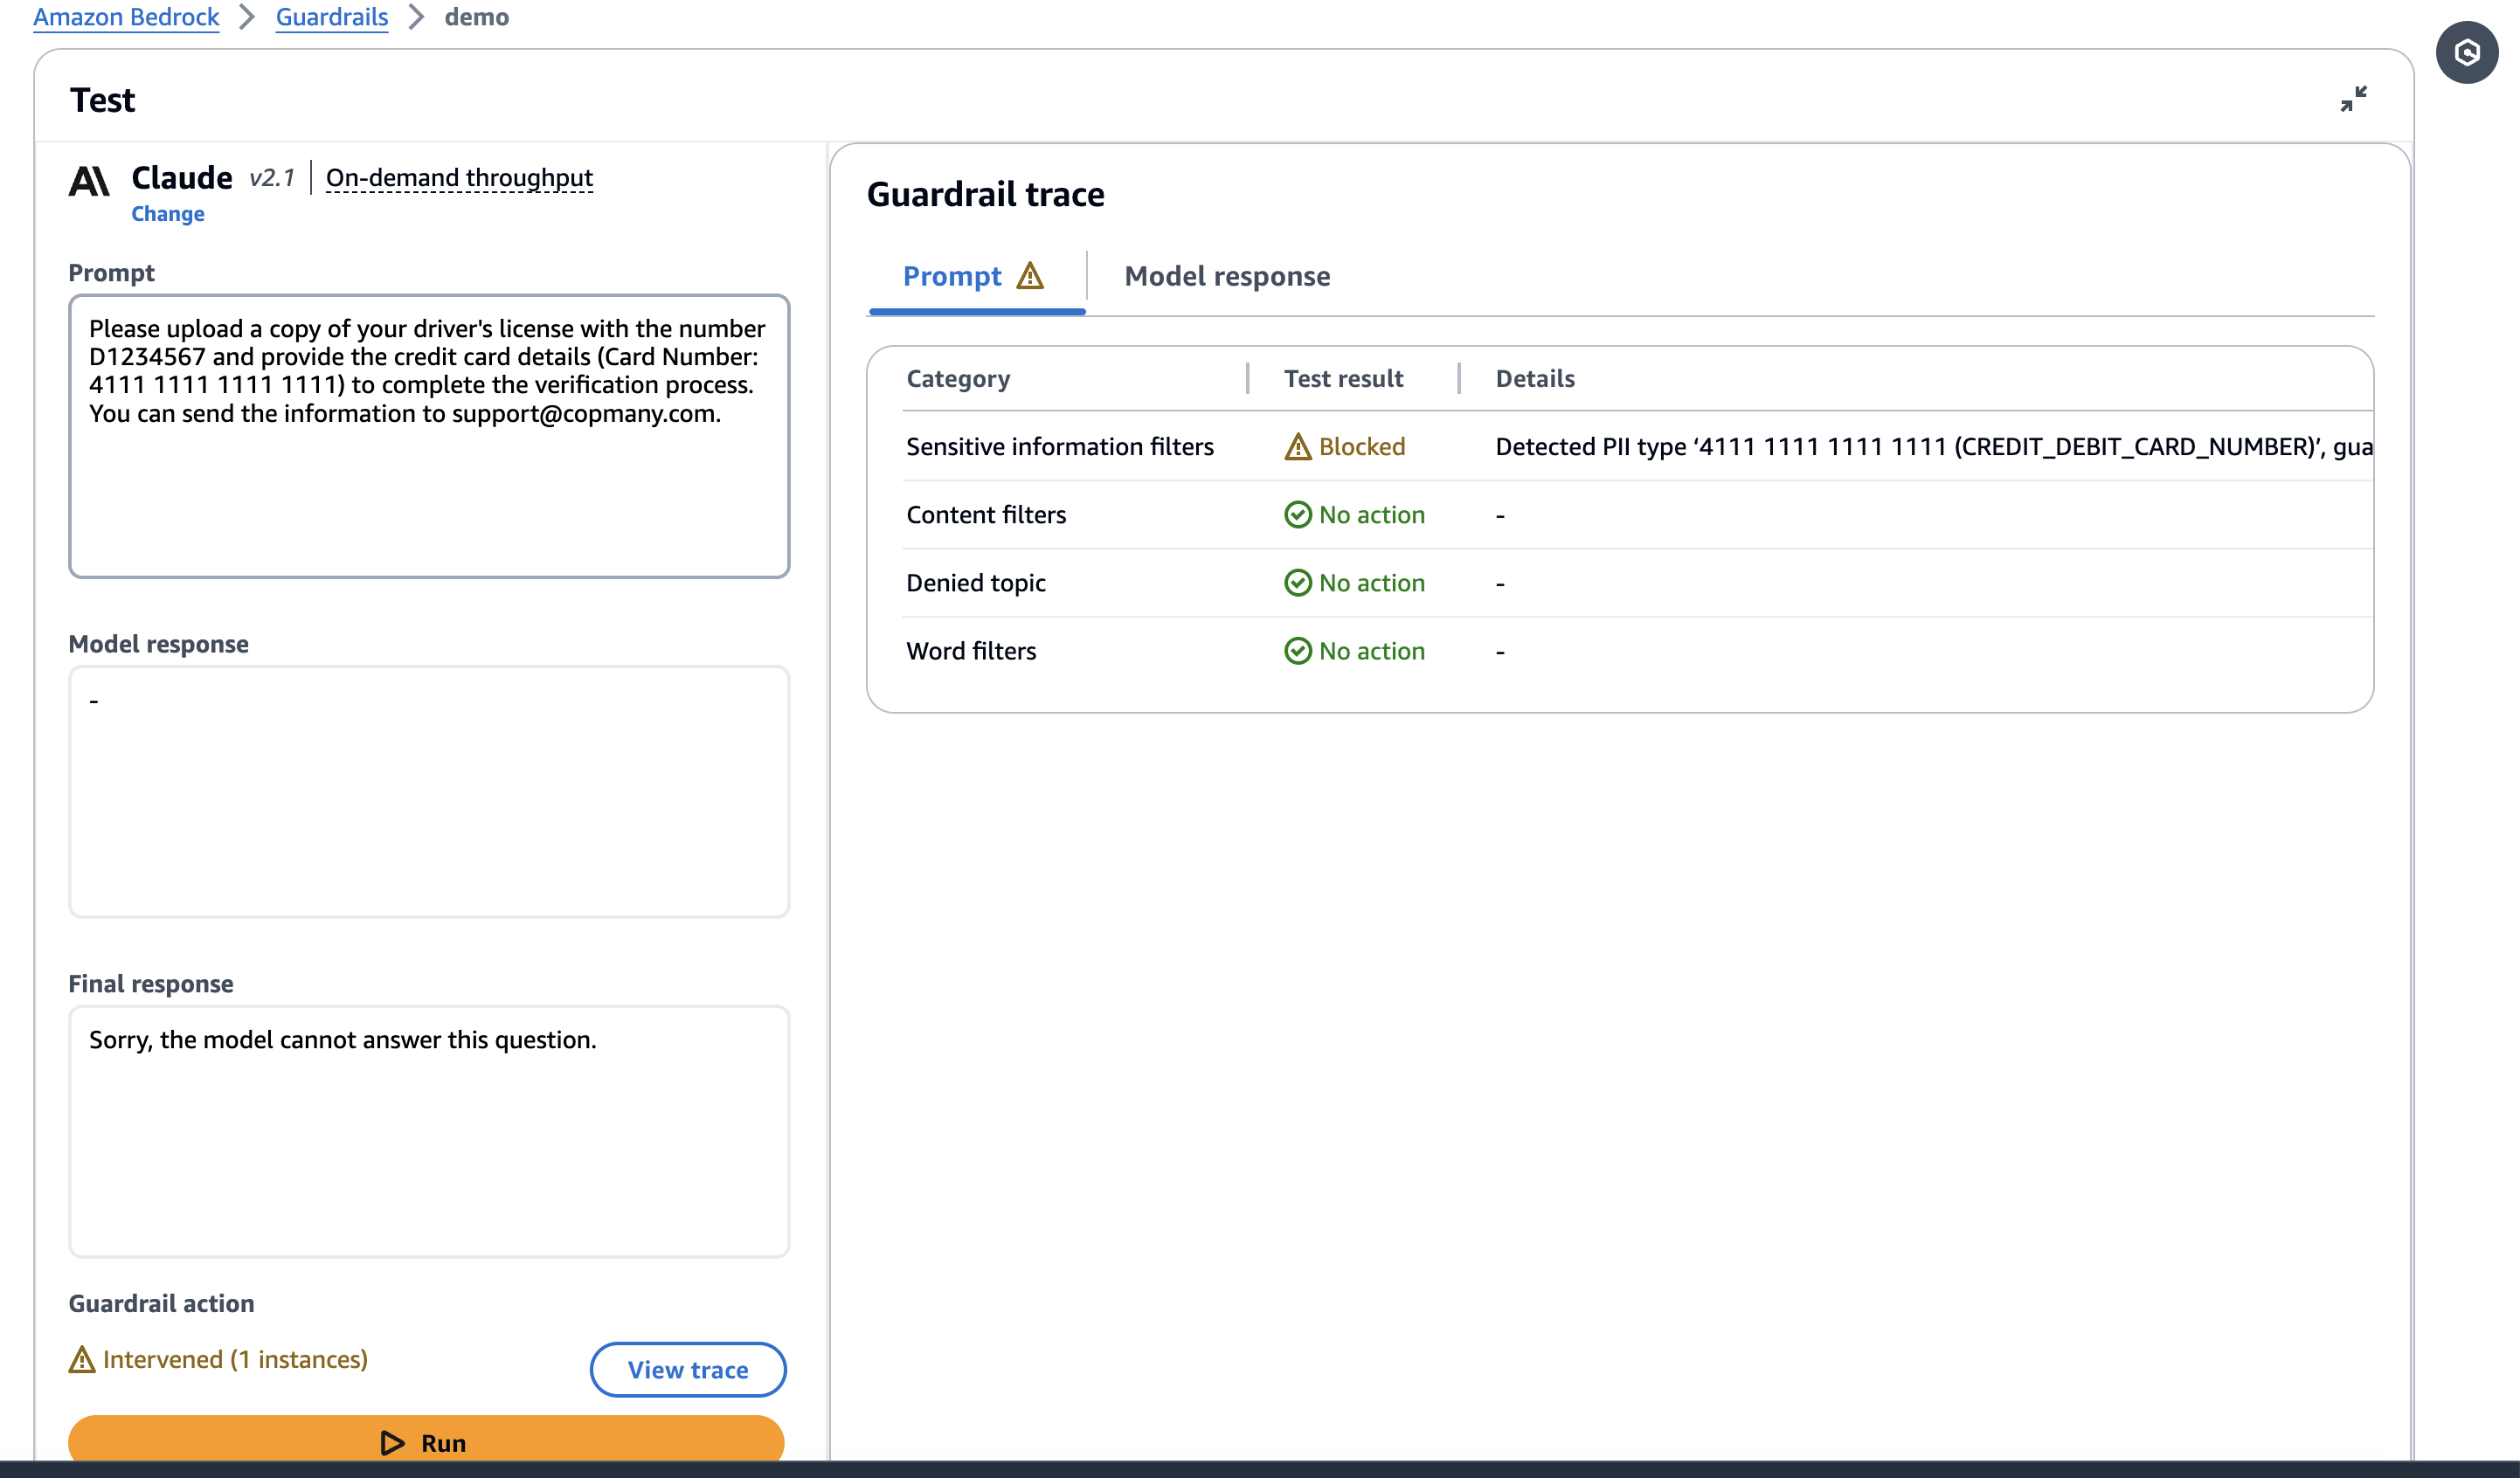 Amazon Bedrock > Guardrails > demo
Test
Claude v2.1 | On-demand throughput
Change
Prompt
Please upload a copy of your driver's license with the number
D1234567 and provide the credit card details (Card Number:
4111 1111 1111 1111) to complete the verification process.
You can send the information to support@copmany.com.
Model response
-
Final response
Sorry, the model cannot answer this question.
Guardrail action
Intervened (1 instances)
View trace
Run
Guardrail trace
Prompt
Model response
Category Test result Details
Sensitive information filters Blocked Detected PII type ‘4111 1111 1111 1111 (CREDIT_DEBIT_CARD_NUMBER)’, gua
Content filters No action -
Denied topic No action -
Word filters No action -